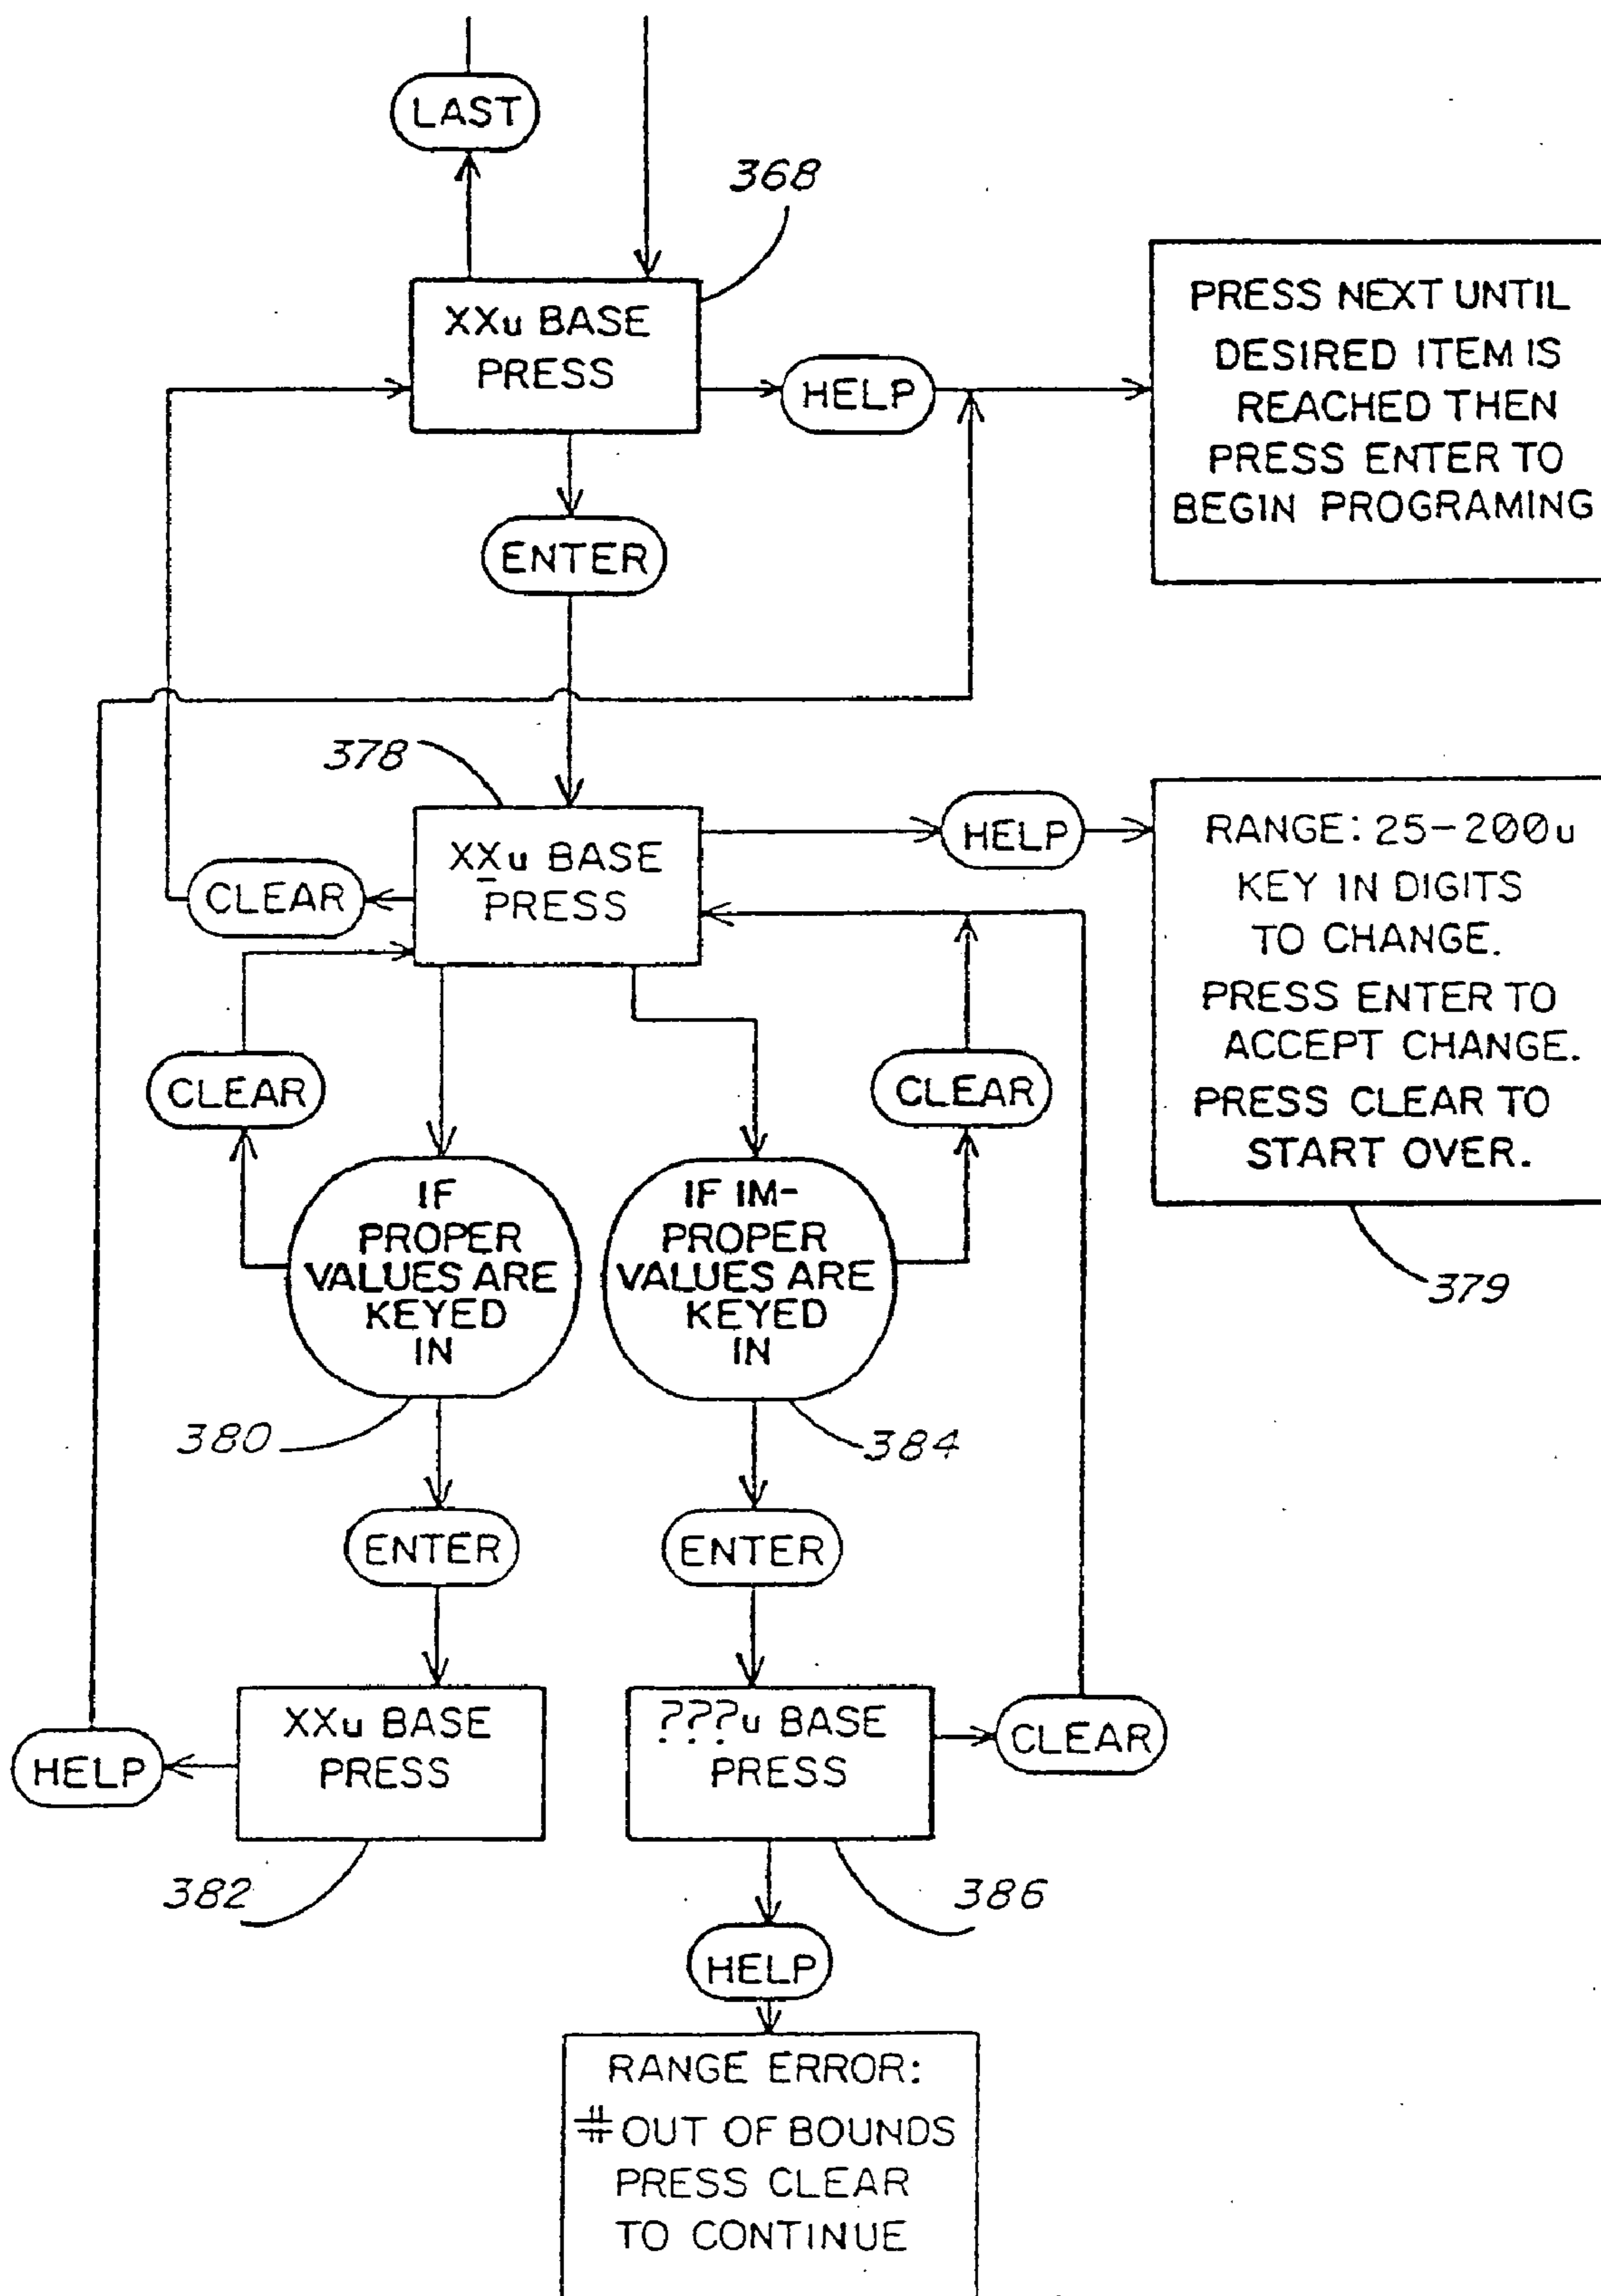 LAST
368
XXu BASE
PRESS
HELP
PRESS NEXT UNTIL
DESIRED ITEM IS
REACHED THEN
PRESS ENTER TO
BEGIN PROGRAMING
ENTER
378
XXu BASE
PRESS
HELP
RANGE: 25-200u
KEY IN DIGITS
TO CHANGE.
PRESS ENTER TO
ACCEPT CHANGE.
PRESS CLEAR TO
START OVER.
379
CLEAR
CLEAR
CLEAR
IF
PROPER
VALUES ARE
KEYED
IN
380
IF IM-
PROPER
VALUES ARE
KEYED
IN
384
ENTER
ENTER
XXu BASE
PRESS
HELP
382
???u BASE
PRESS
CLEAR
386
HELP
RANGE ERROR:
#OUT OF BOUNDS
PRESS CLEAR
TO CONTINUE